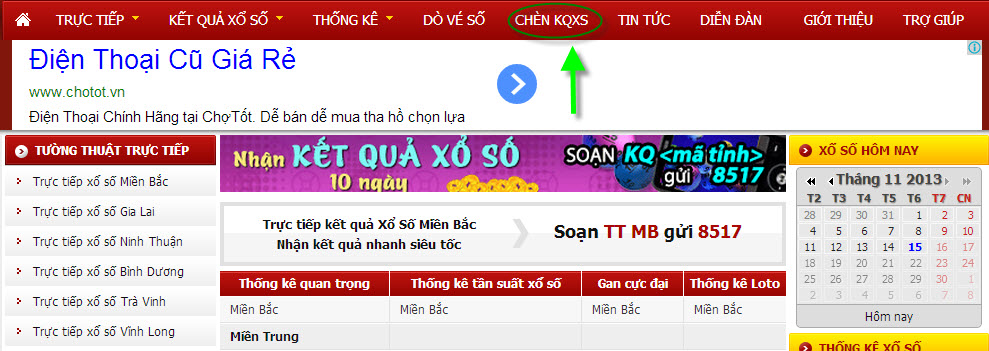 TRỰC TIẾP KẾT QUẢ XỔ SỐ THỐNG KÊ DÒ VÉ SỐ CHÈN KQXS TIN TỨC DIỄN ĐÀN GIỚI THIỆU TRỢ GIÚP
Điện Thoại Cũ Giá Rẻ
www.chotot.vn
Điện Thoại Chính Hãng tại ChợTốt. Dễ bán dễ mua tha hồ chọn lựa
TƯỜNG THUẬT TRỰC TIẾP
Trực tiếp xổ số Miền Bắc
Trực tiếp xổ số Gia Lai
Trực tiếp xổ số Ninh Thuận
Trực tiếp xổ số Bình Dương
Trực tiếp xổ số Trà Vinh
Trực tiếp xổ số Vĩnh Long
Nhận KẾT QUẢ XỔ SỐ SOẠN KQ <mã tỉnh>
10 ngày gửi 8517
Trực tiếp kết quả Xổ Số Miền Bắc
Nhận kết quả nhanh siêu tốc
Soạn TT MB gửi 8517
Thống kê quan trọng Thống kê tần suất xổ số Gan cực đại Thống kê Loto
Miền Bắc Miền Bắc Miền Bắc Miền Bắc
Miền Trung
XỔ SỐ HÔM NAY
Tháng 11 2013
T2 T3 T4 T5 T6 T7 CN
28 29 30 31 1 2 3
4 5 6 7 8 9 10
11 12 13 14 15 16 17
18 19 20 21 22 23 24
25 26 27 28 29 30 1
2 3 4 5 6 7 8
Hôm nay
THỐNG KÊ XỔ SỐ